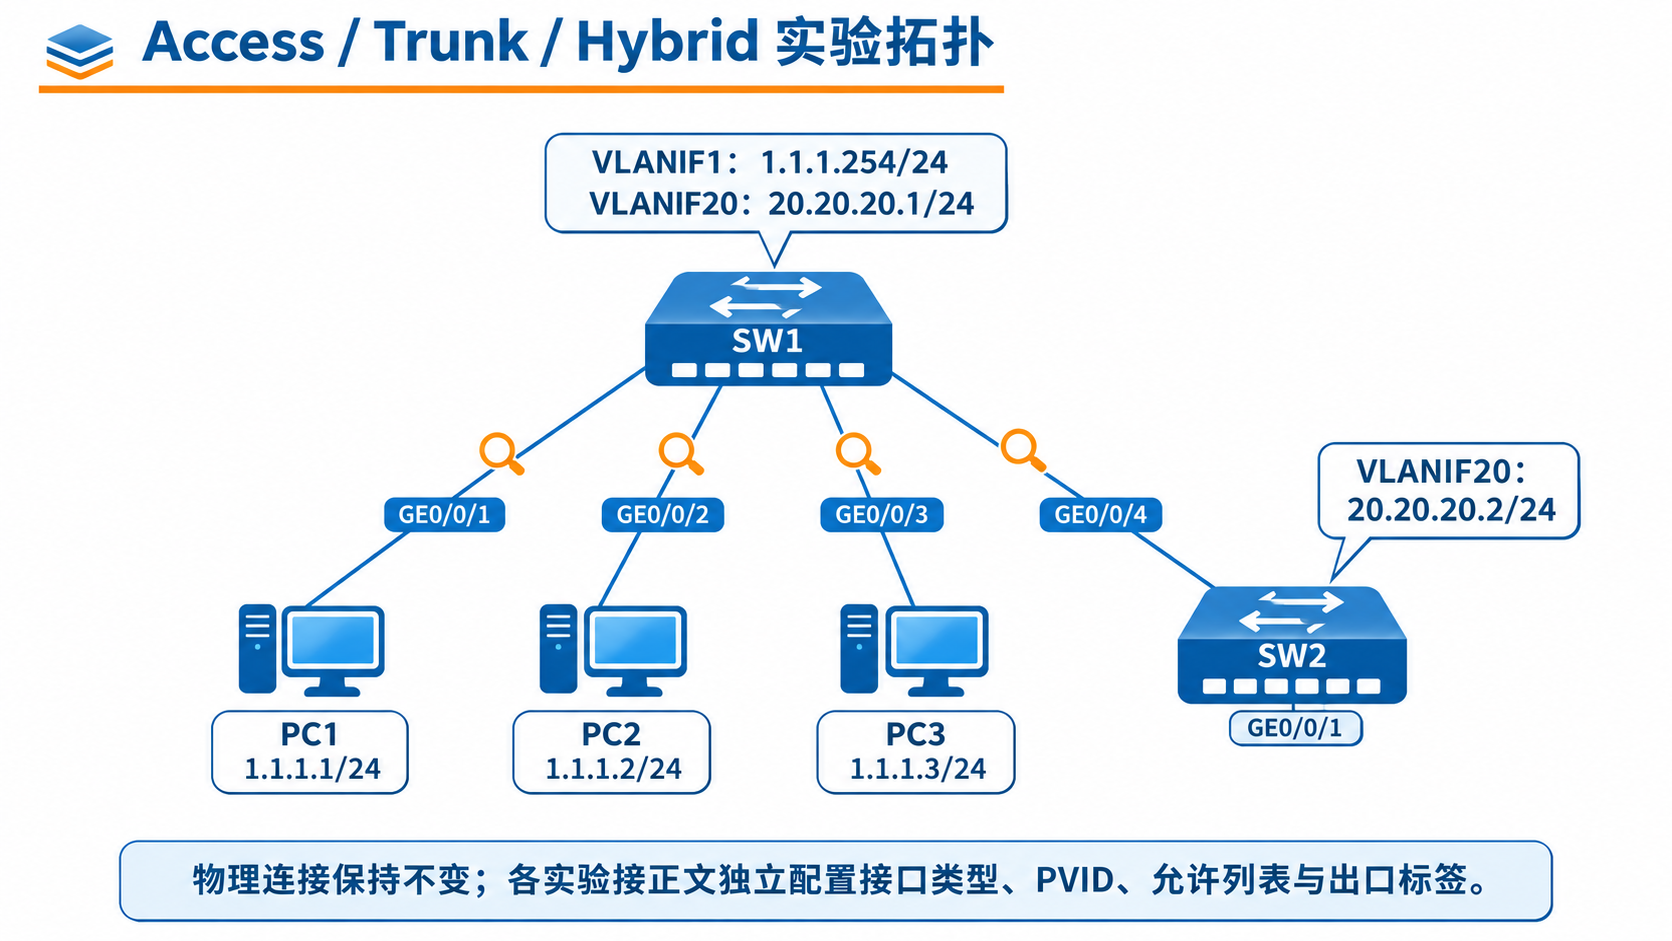 Access / Trunk / Hybrid 实验拓扑
VLANIF1：1.1.1.254/24
VLANIF20：20.20.20.1/24
SW1
GE0/0/1
GE0/0/2
GE0/0/3
GE0/0/4
VLANIF20：
20.20.20.2/24
SW2
GE0/0/1
PC1
1.1.1.1/24
PC2
1.1.1.2/24
PC3
1.1.1.3/24
物理连接保持不变；各实验接正文独立配置接口类型、PVID、允许列表与出口标签。